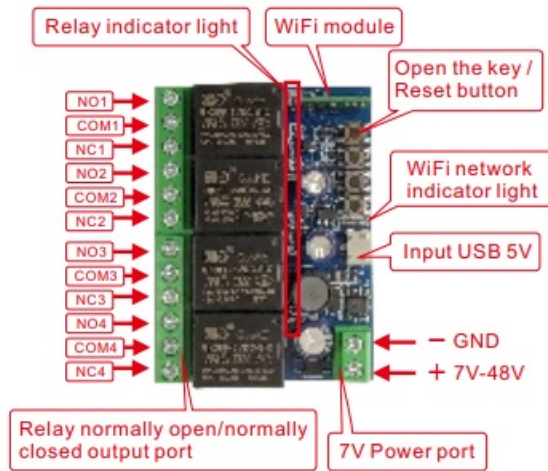 Relay indicator light
WiFi module
Open the key /
Reset button
NO1
COM1
NC1
NO2
COM2
NC2
NO3
COM3
NC3
NO4
COM4
NC4
WiFi network
indicator light
Input USB 5V
− GND
+ 7V-48V
Relay normally open/normally
closed output port
7V Power port